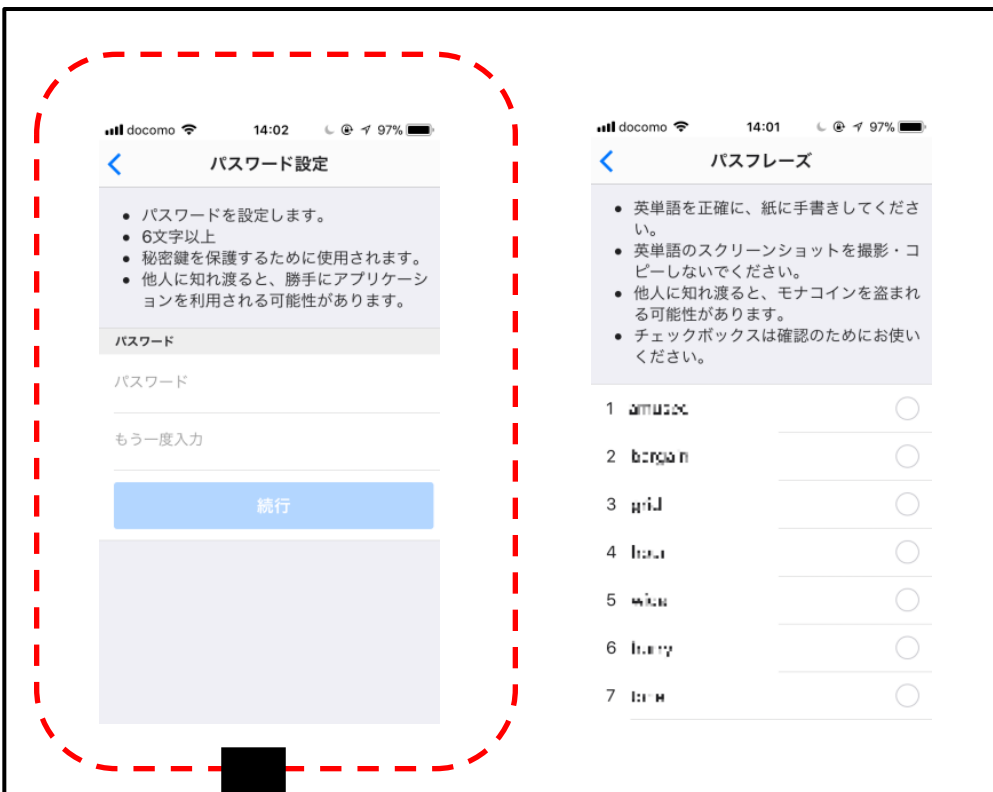 docomo 14:02 97%
パスワード設定
• パスワードを設定します。
• 6文字以上
• 秘密鍵を保護するために使用されます。
• 他人に知れ渡ると、勝手にアプリケーシ
ョンを利用される可能性があります。
パスワード
パスワード
もう一度入力
続行
docomo 14:01 97%
パスフレーズ
• 英単語を正確に、紙に手書きしてくださ
い。
• 英単語のスクリーンショットを撮影・コ
ピーしないでください。
• 他人に知れ渡ると、モナコインを盗まれ
る可能性があります。
• チェックボックスは確認のためにお使い
ください。
1
2
3
4
5
6
7